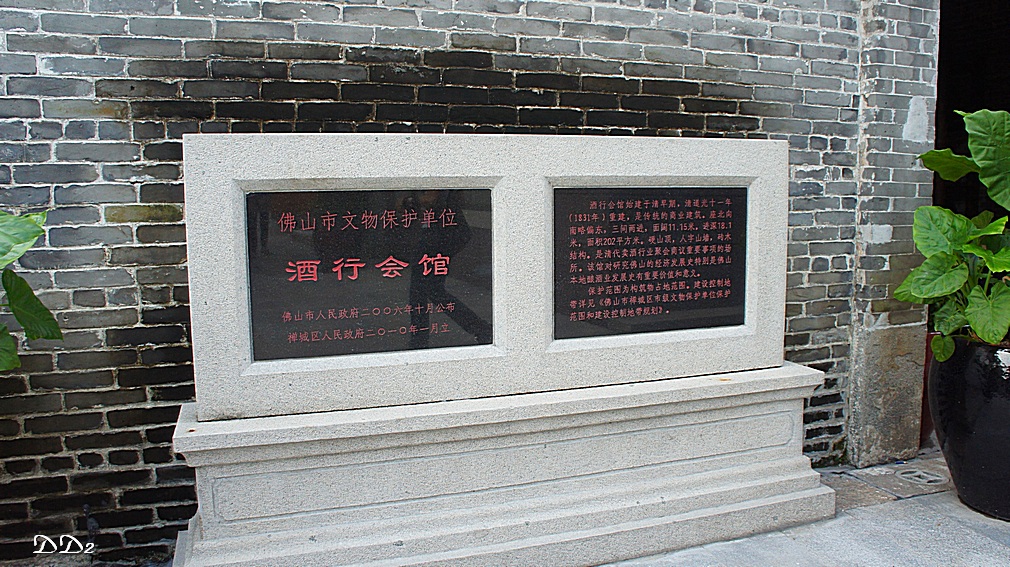 佛山市文物保护单位
酒行会馆
佛山市人民政府二〇〇六年十月公布
禅城区人民政府二〇一〇年一月立
酒行会馆始建于清早期，清道光十一年
（1831年）重建，是传统的商业建筑，座北向
南略偏东，三间两进，面阔11.15米，进深18.1
米，面积202平方米，硬山顶，人字山墙，砖木
结构。是清代卖酒行业聚会商议重要事项的场
所。该馆对研究佛山的经济发展史特别是佛山
本地酿酒业发展史有重要价值和意义。
保护范围为构筑物占地范围。建设控制地
带详见《佛山市禅城区市级文物保护单位保护
范围和建设控制地带规划》。
DD2